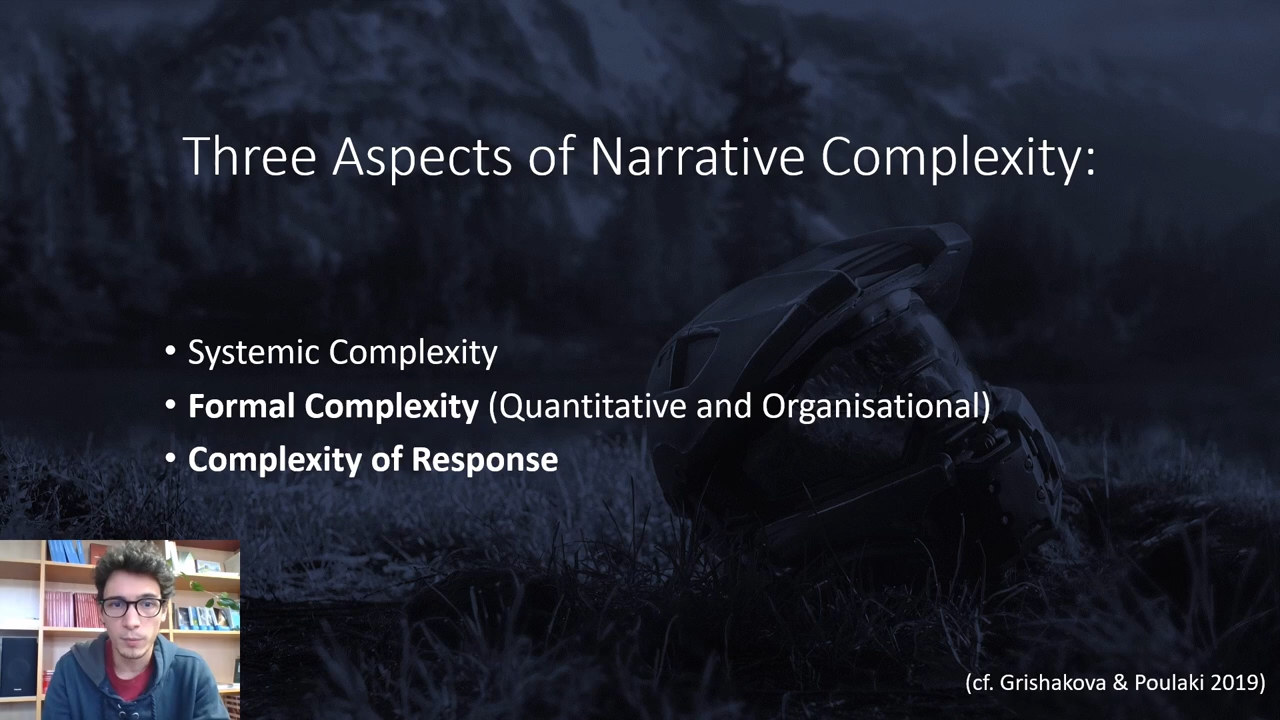 Three Aspects of Narrative Complexity:
• Systemic Complexity
• Formal Complexity (Quantitative and Organisational)
• Complexity of Response
(cf. Grishakova & Poulaki 2019)